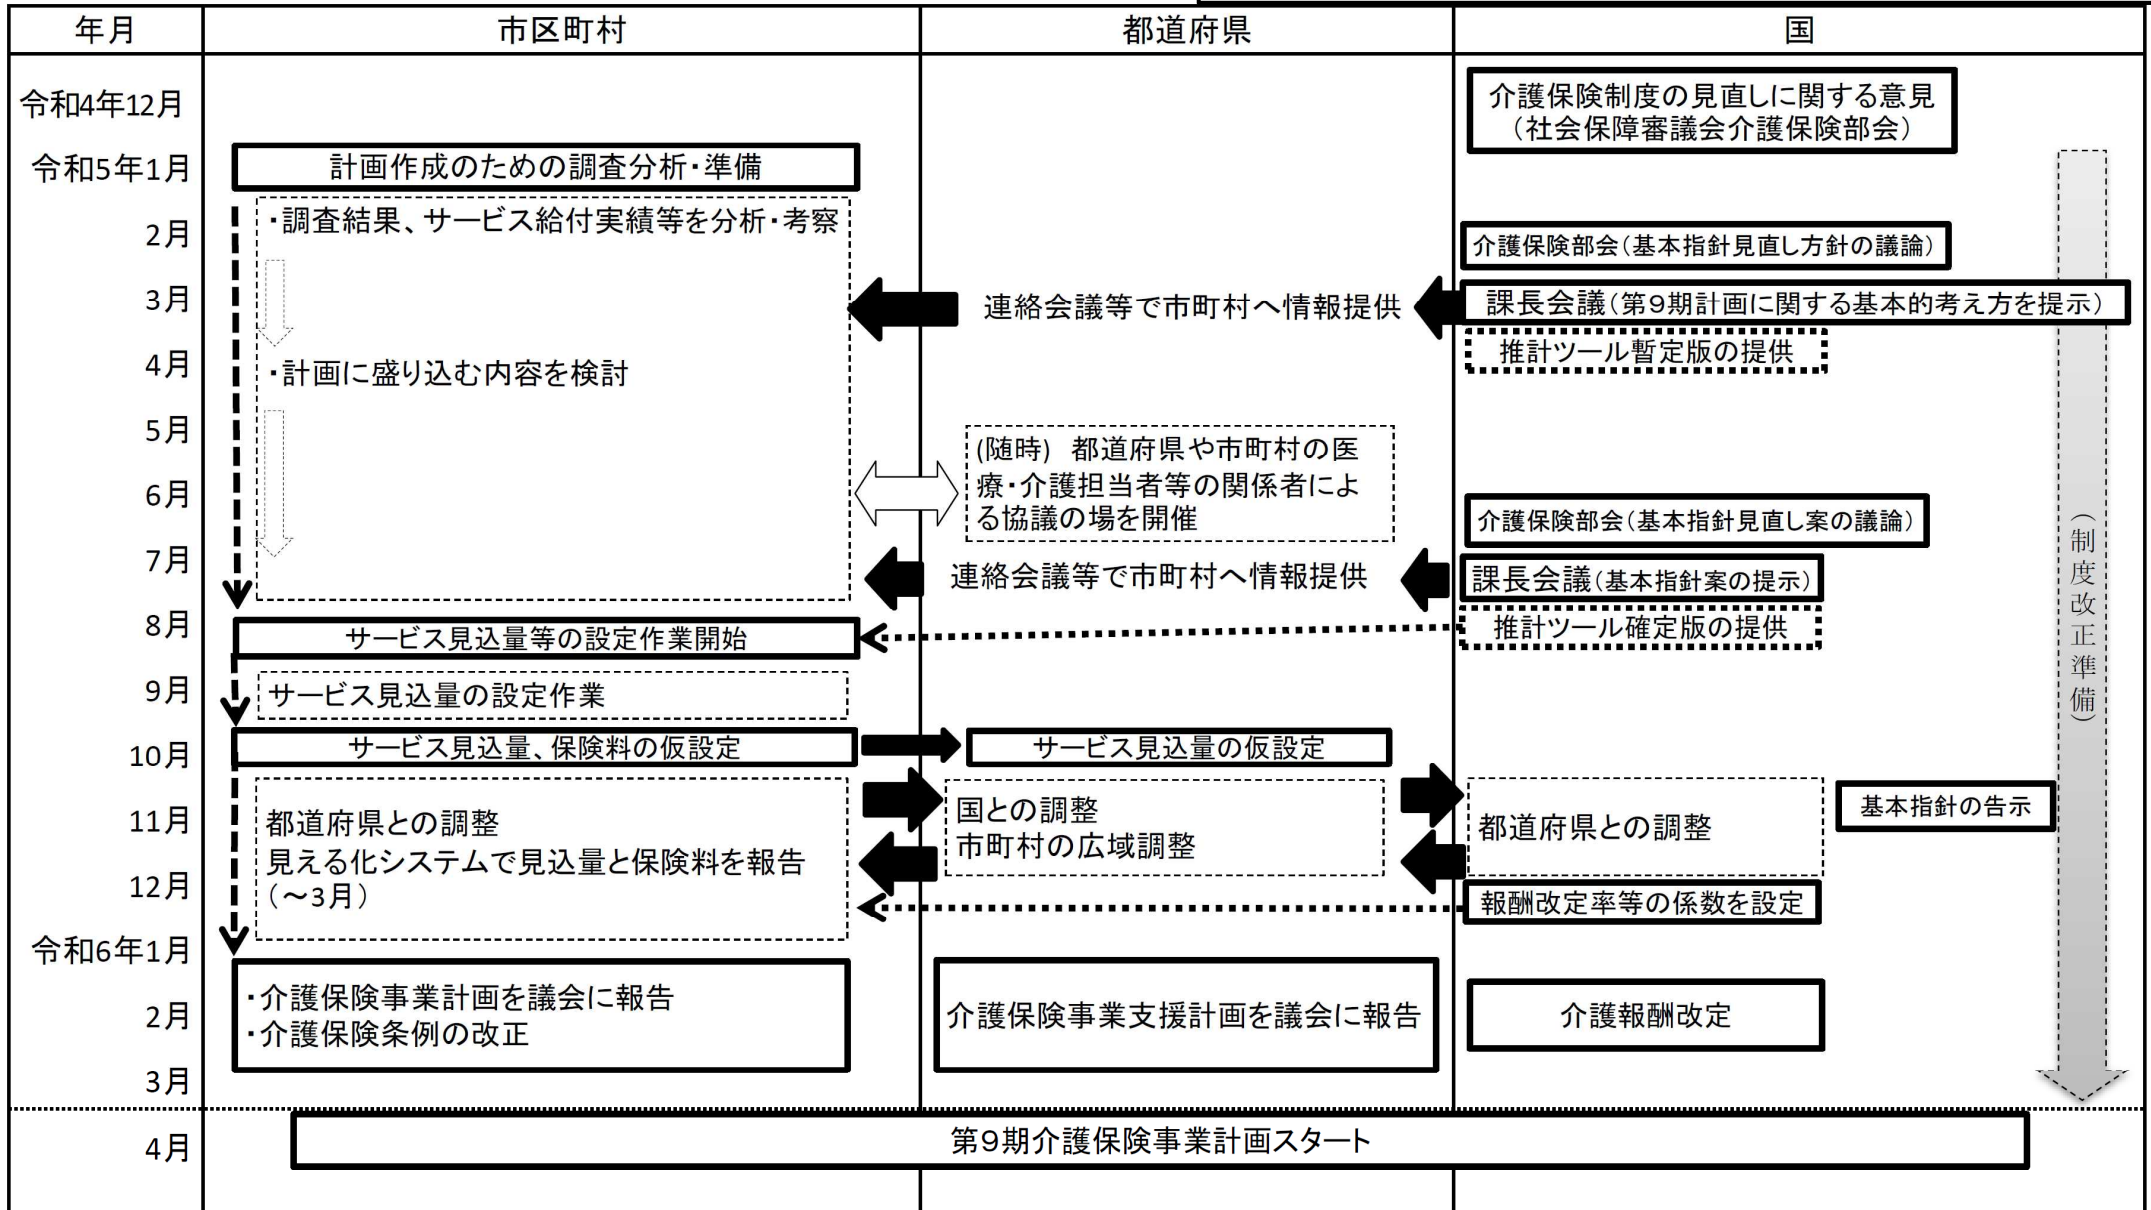 年月
市区町村
都道府県
国
令和4年12月
介護保険制度の見直しに関する意見
（社会保障審議会介護保険部会）
令和5年1月
計画作成のための調査分析・準備
・調査結果、サービス給付実績等を分析・考察
2月
介護保険部会（基本指針見直し方針の議論）
3月
連絡会議等で市町村へ情報提供
課長会議（第９期計画に関する基本的考え方を提示）
4月
・計画に盛り込む内容を検討
推計ツール暫定版の提供
5月
(随時)　都道府県や市町村の医
療・介護担当者等の関係者によ
る協議の場を開催
6月
介護保険部会（基本指針見直し案の議論）
（制度改正準備）
7月
連絡会議等で市町村へ情報提供
課長会議（基本指針案の提示）
8月
サービス見込量等の設定作業開始
推計ツール確定版の提供
9月
サービス見込量の設定作業
10月
サービス見込量、保険料の仮設定
サービス見込量の仮設定
11月
都道府県との調整
見える化システムで見込量と保険料を報告
（～3月）
国との調整
市町村の広域調整
都道府県との調整
基本指針の告示
12月
報酬改定率等の係数を設定
令和6年1月
・介護保険事業計画を議会に報告
・介護保険条例の改正
2月
介護保険事業支援計画を議会に報告
介護報酬改定
3月
4月
第９期介護保険事業計画スタート